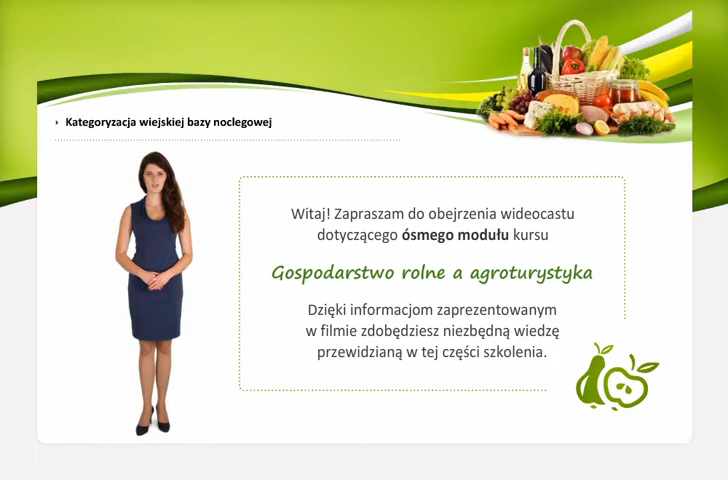 Kategoryzacja wiejskiej bazy noclegowej
Witaj! Zapraszam do obejrzenia wideocastu
dotyczącego ósmego modułu kursu
Gospodarstwo rolne a agroturystyka
Dzięki informacjom zaprezentowanym
w filmie zdobędziesz niezbędną wiedzę
przewidzianą w tej części szkolenia.